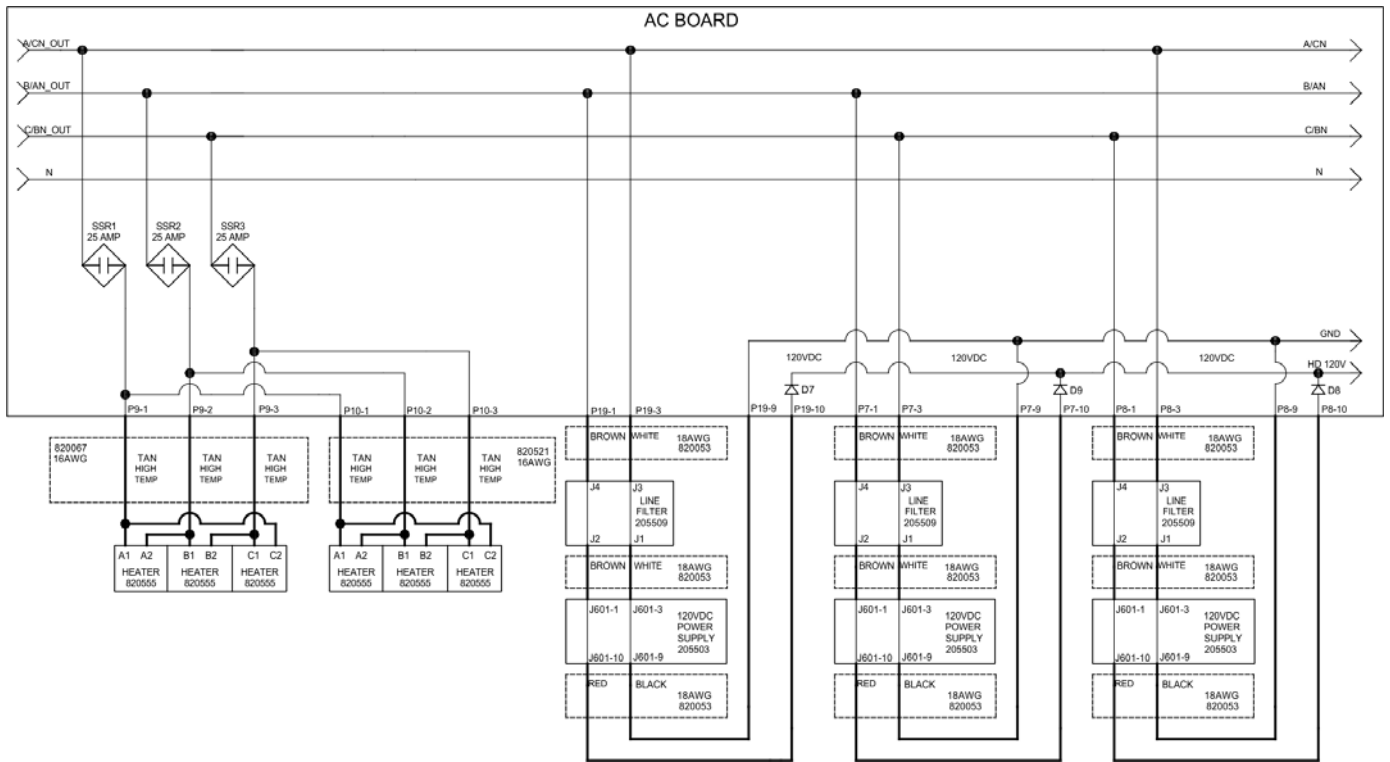 AC BOARD
A/CN_OUT
A/CN
B/AN_OUT
B/AN
C/BN_OUT
C/BN
N
N
SSR1
25 AMP
SSR2
25 AMP
SSR3
25 AMP
GND
120VDC
120VDC
120VDC
HD 120V
D7
D9
D8
P9-1
P9-2
P9-3
P10-1
P10-2
P10-3
P19-1
P19-3
P19-9
P19-10
P7-1
P7-3
P7-9
P7-10
P8-1
P8-3
P8-9
P8-10
820067
16AWG
TAN
HIGH
TEMP
TAN
HIGH
TEMP
TAN
HIGH
TEMP
820521
16AWG
TAN
HIGH
TEMP
TAN
HIGH
TEMP
TAN
HIGH
TEMP
A1 A2 B1 B2 C1 C2
HEATER
820555
HEATER
820555
HEATER
820555
A1 A2 B1 B2 C1 C2
HEATER
820555
HEATER
820555
HEATER
820555
BROWN WHITE 18AWG
820053
J4 J3
LINE
FILTER
205509
J2 J1
BROWN WHITE 18AWG
820053
J601-1 J601-3
120VDC
POWER
SUPPLY
205503
J601-10 J601-9
RED BLACK
18AWG
820053
BROWN WHITE 18AWG
820053
J4 J3
LINE
FILTER
205509
J2 J1
BROWN WHITE 18AWG
820053
J601-1 J601-3
120VDC
POWER
SUPPLY
205503
J601-10 J601-9
RED BLACK
18AWG
820053
BROWN WHITE 18AWG
820053
J4 J3
LINE
FILTER
205509
J2 J1
BROWN WHITE 18AWG
820053
J601-1 J601-3
120VDC
POWER
SUPPLY
205503
J601-10 J601-9
RED BLACK
18AWG
820053